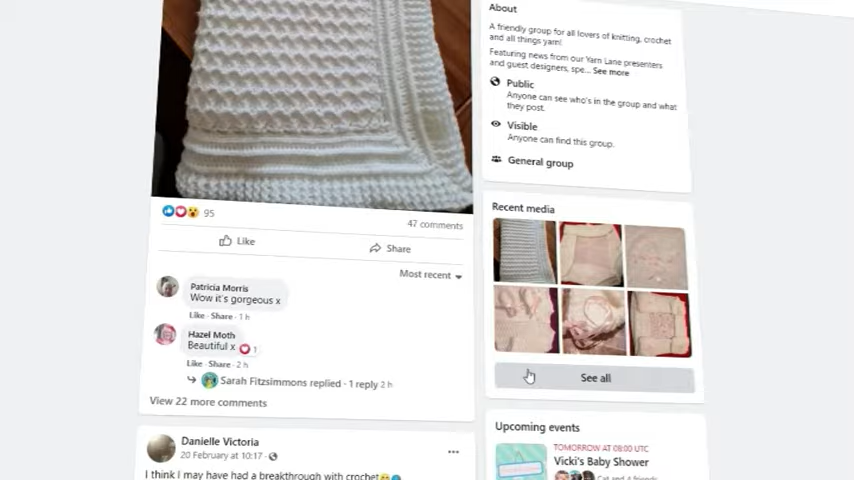 About
A friendly group for all lovers of knitting, crochet
and all things yarn!
Featuring news from our Yarn Lane presenters
and guest designers, spe... See more
Public
Anyone can see who's in the group and what
they post.
Visible
Anyone can find this group.
General group
95
47 comments
Like
Share
Most recent
Patricia Morris
Wow it's gorgeous x
Like · Share · 1 h
Hazel Moth
Beautiful x
1
Like · Share · 2 h
Sarah Fitzsimmons replied · 1 reply 2 h
View 22 more comments
Danielle Victoria
20 February at 10:17 ·
I think I may have had a breakthrough with crochet
Recent media
See all
Upcoming events
TOMORROW AT 08:00 UTC
Vicki's Baby Shower
Cat and 4 friends